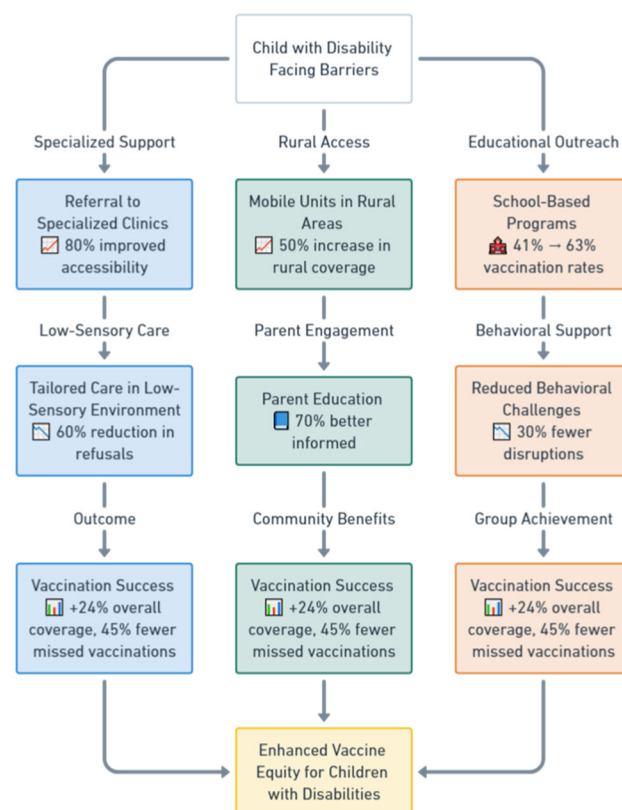 Child with Disability
Facing Barriers
Specialized Support
Rural Access
Educational Outreach
Referral to
Specialized Clinics
📈 80% improved
accessibility
Mobile Units in Rural
Areas
📈 50% increase in
rural coverage
School-Based
Programs
🏫 41% → 63%
vaccination rates
Low-Sensory Care
Parent Engagement
Behavioral Support
Tailored Care in Low-
Sensory Environment
📉 60% reduction in
refusals
Parent Education
📘 70% better
informed
Reduced Behavioral
Challenges
📉 30% fewer
disruptions
Outcome
Community Benefits
Group Achievement
Vaccination Success
📊 +24% overall
coverage, 45% fewer
missed vaccinations
Vaccination Success
📊 +24% overall
coverage, 45% fewer
missed vaccinations
Vaccination Success
📊 +24% overall
coverage, 45% fewer
missed vaccinations
Enhanced Vaccine
Equity for Children
with Disabilities